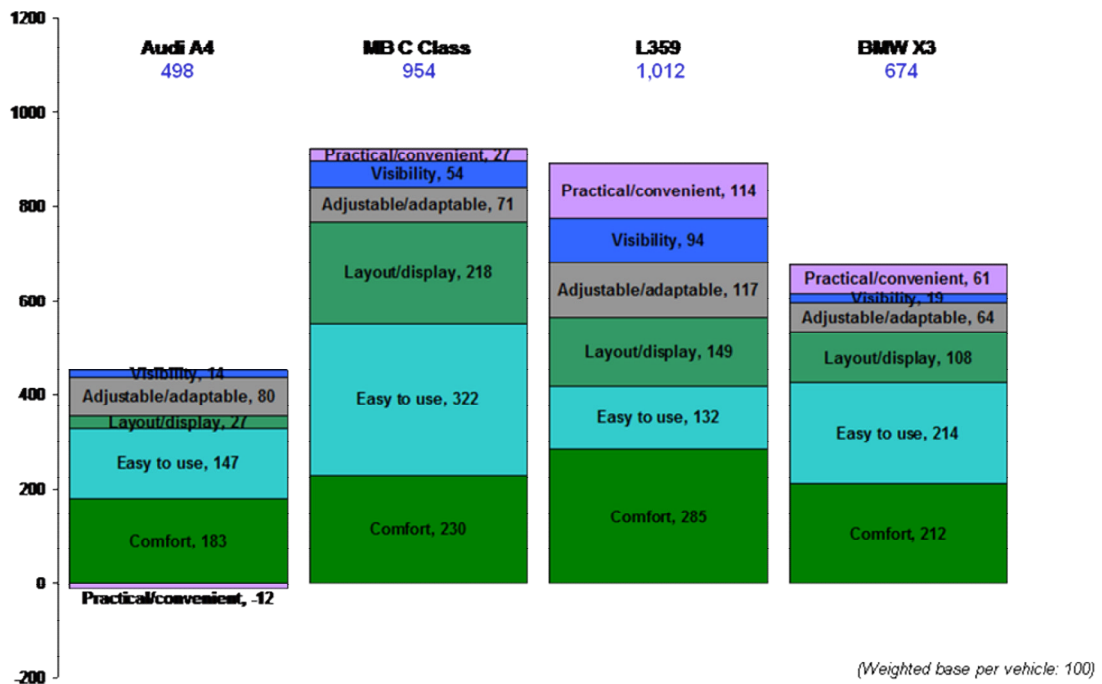 1200
Audi A4
MB C Class
L359
BMW X3
498
954
1,012
674
1000
Practical/convenient, 27
Visibility, 54
Practical/convenient, 114
800
Adjustable/adaptable, 71
Visibility, 94
Layout/display, 218
Adjustable/adaptable, 117
Practical/convenient, 61
600
Visibility, 19
Adjustable/adaptable, 64
Layout/display, 149
Layout/display, 108
Visibility, 14
400
Adjustable/adaptable, 80
Easy to use, 322
Easy to use, 132
Layout/display, 27
Easy to use, 214
Easy to use, 147
200
Comfort, 183
Comfort, 230
Comfort, 285
Comfort, 212
0
Practical/convenient, -12
-200
(Weighted base per vehicle: 100)